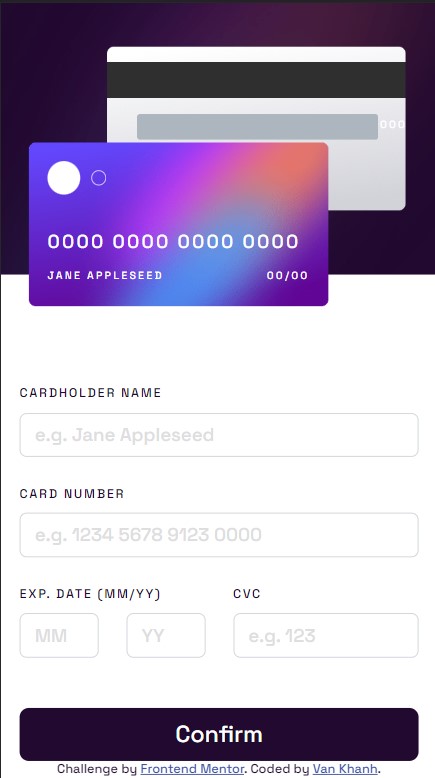 000
0000 0000 0000 0000
JANE APPLESEED 00/00
CARDHOLDER NAME
e.g. Jane Appleseed
CARD NUMBER
e.g. 1234 5678 9123 0000
EXP. DATE (MM/YY) CVC
MM YY e.g. 123
Confirm
Challenge by Frontend Mentor. Coded by Van Khanh.